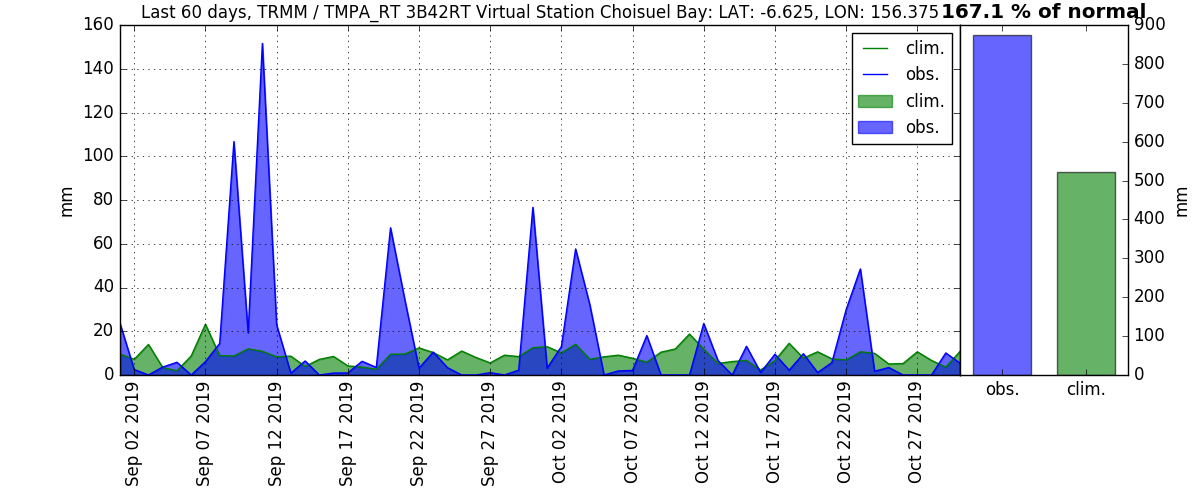 Last 60 days, TRMM / TMPA_RT 3B42RT Virtual Station Choisuel Bay: LAT: -6.625, LON: 156.375
167.1 % of normal
mm
160
140
120
100
80
60
40
20
0
clim.
obs.
clim.
obs.
Sep 02 2019
Sep 07 2019
Sep 12 2019
Sep 17 2019
Sep 22 2019
Sep 27 2019
Oct 02 2019
Oct 07 2019
Oct 12 2019
Oct 17 2019
Oct 22 2019
Oct 27 2019
900
800
700
600
500
400
300
200
100
0
mm
obs.
clim.